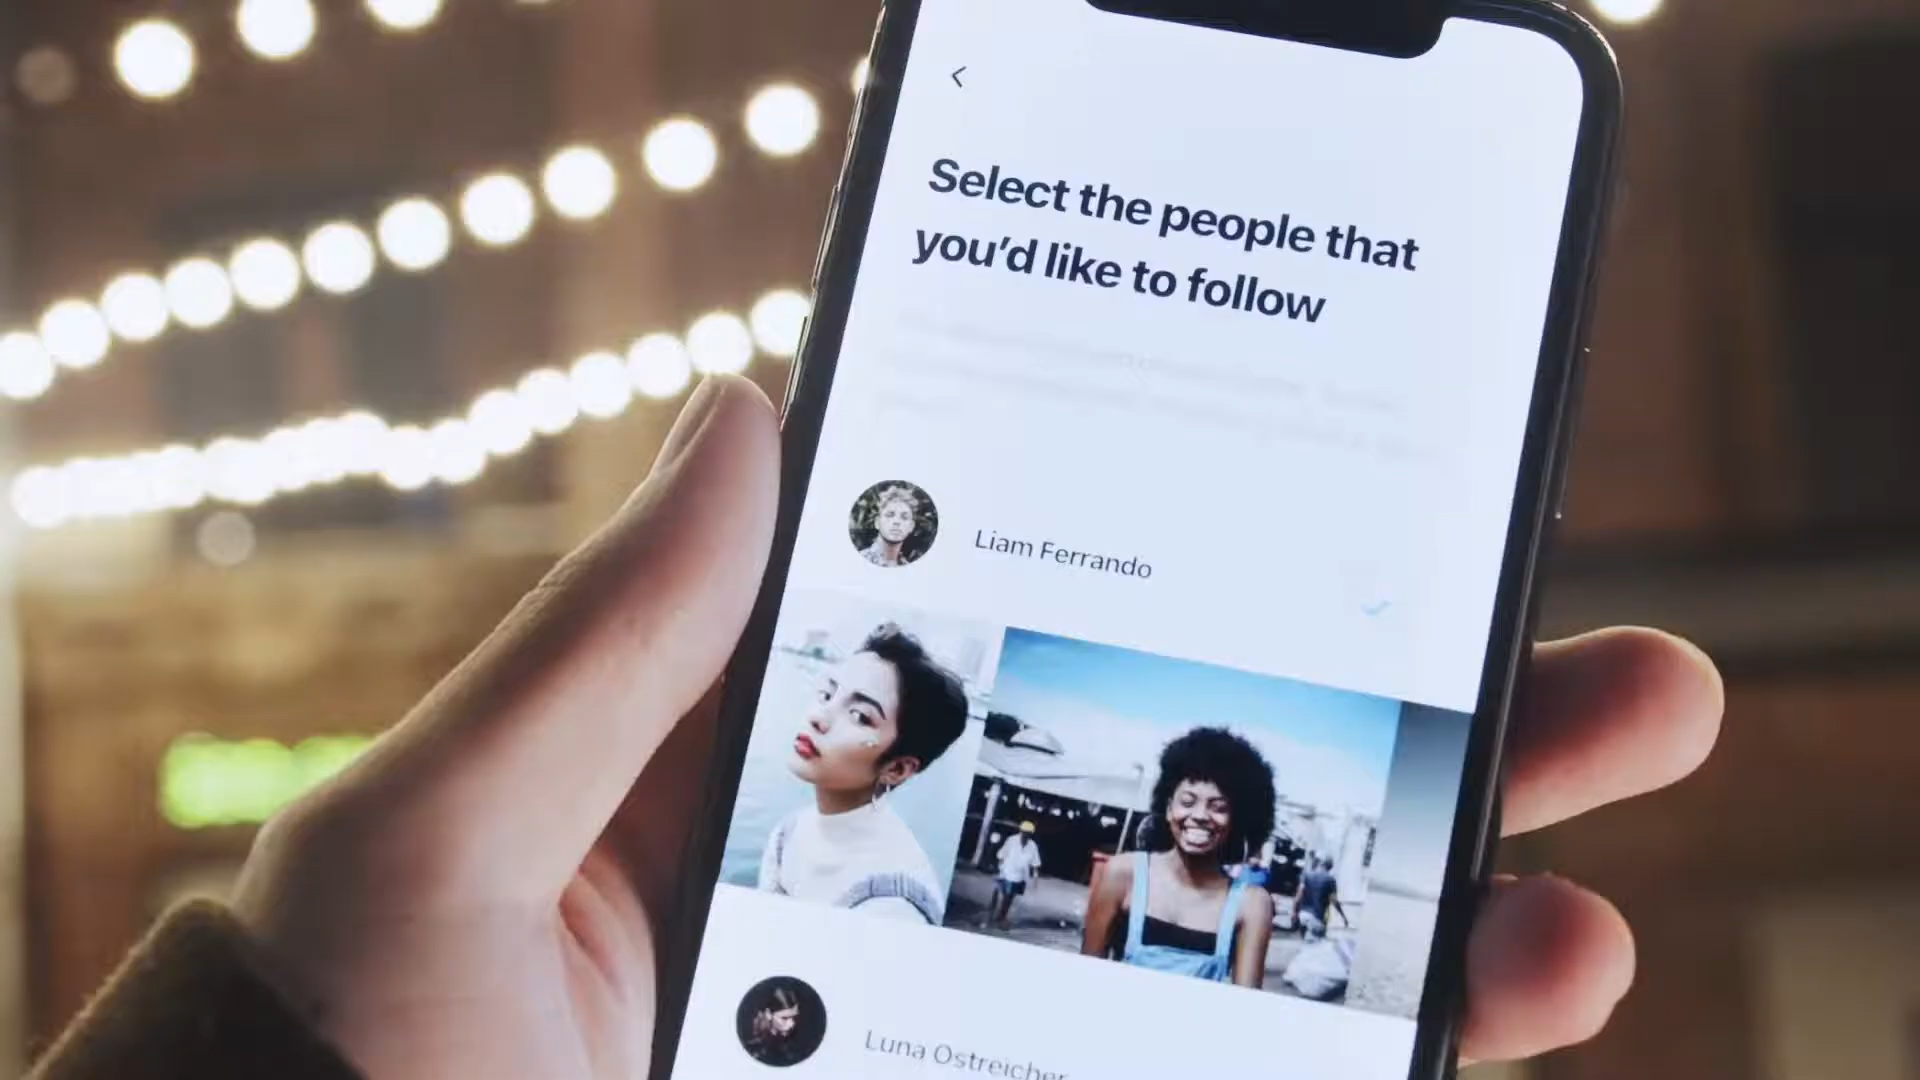 Select the people that
you’d like to follow
Liam Ferrando
Luna Ostreicher